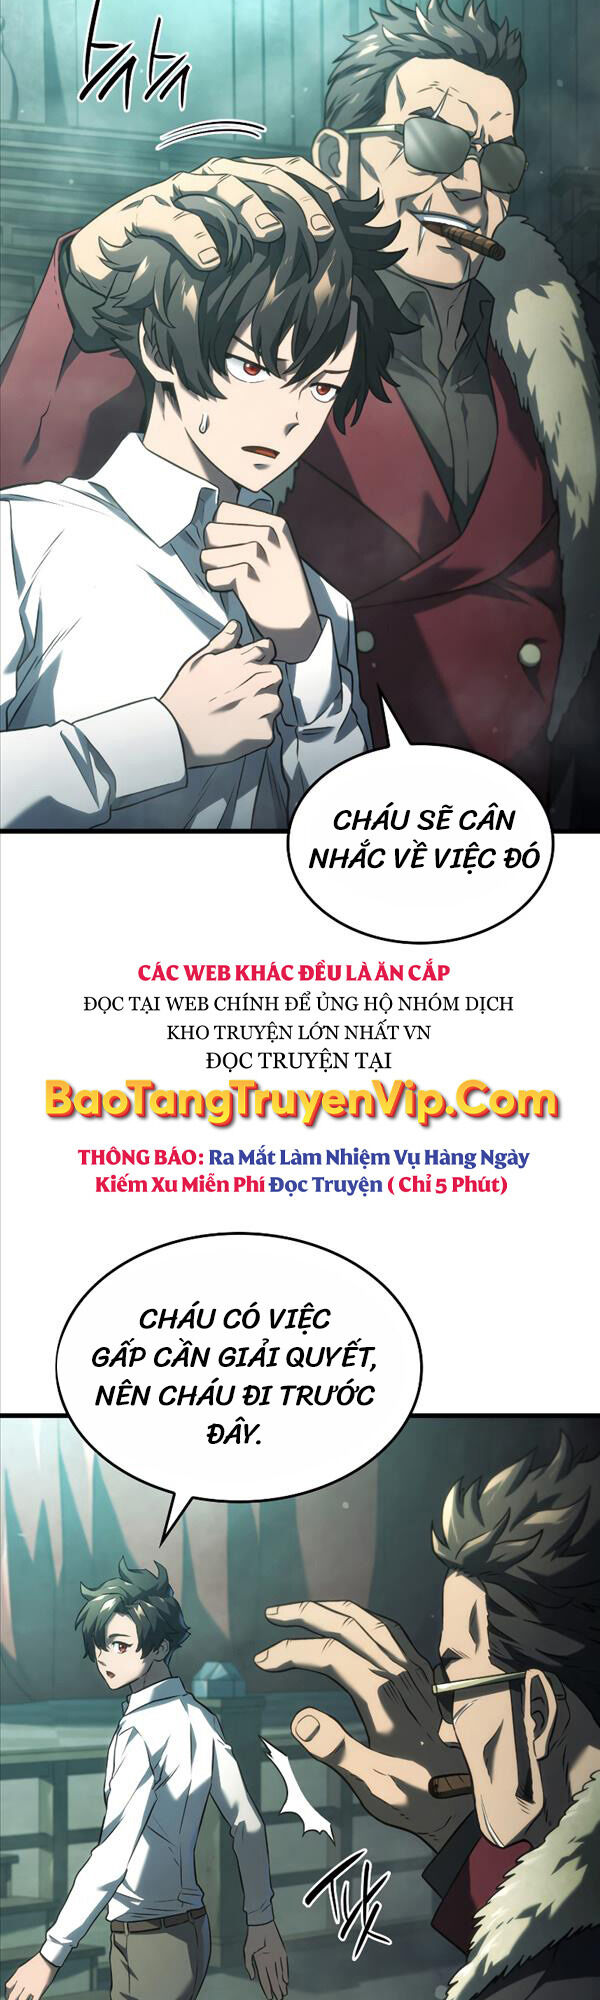 CHÁU SẼ CÂN
NHẮC VỀ VIỆC ĐÓ
CÁC WEB KHÁC ĐỀU LÀ ĂN CẮP
ĐỌC TẠI WEB CHÍNH ĐỂ ỦNG HỘ NHÓM DỊCH
KHO TRUYỆN LỚN NHẤT VN
ĐỌC TRUYỆN TẠI
BaoTangTruyenVip.Com
THÔNG BÁO: Ra Mắt Làm Nhiệm Vụ Hàng Ngày
Kiếm Xu Miễn Phí Đọc Truyện ( Chỉ 5 Phút)
CHÁU CÓ VIỆC
GẤP CẦN GIẢI QUYẾT,
NÊN CHÁU ĐI TRƯỚC
ĐÂY.